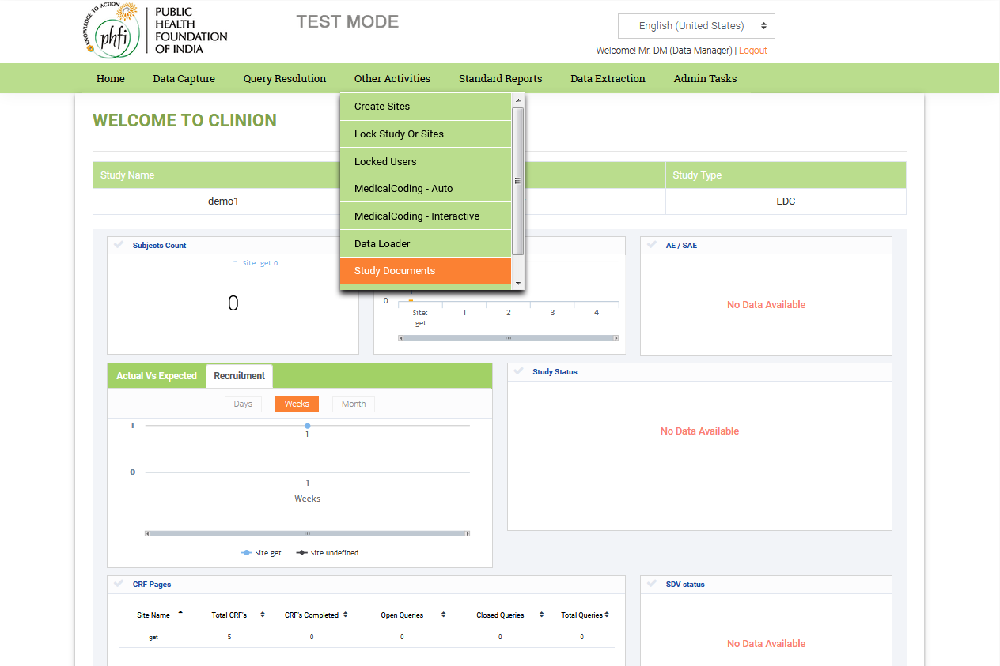 KNOWLEDGE TO ACTION
phfi
PUBLIC
HEALTH
FOUNDATION
OF INDIA
TEST MODE
English (United States)
Welcome! Mr. DM (Data Manager) | Logout
Home Data Capture Query Resolution Other Activities Standard Reports Data Extraction Admin Tasks
Create Sites
Lock Study Or Sites
Locked Users
MedicalCoding - Auto
MedicalCoding - Interactive
Data Loader
Study Documents
WELCOME TO CLINION
Study Name Study Type
demo1 EDC
Subjects Count
Site: get:0
0
0
Site:
get
1 2 3 4
AE / SAE
No Data Available
Actual Vs Expected Recruitment
Days Weeks Month
1
1
0
1
Weeks
Site get Site undefined
Study Status
No Data Available
CRF Pages
Site Name Total CRF's CRF's Completed Open Queries Closed Queries Total Queries
get 5 0 0 0 0
SDV status
No Data Available